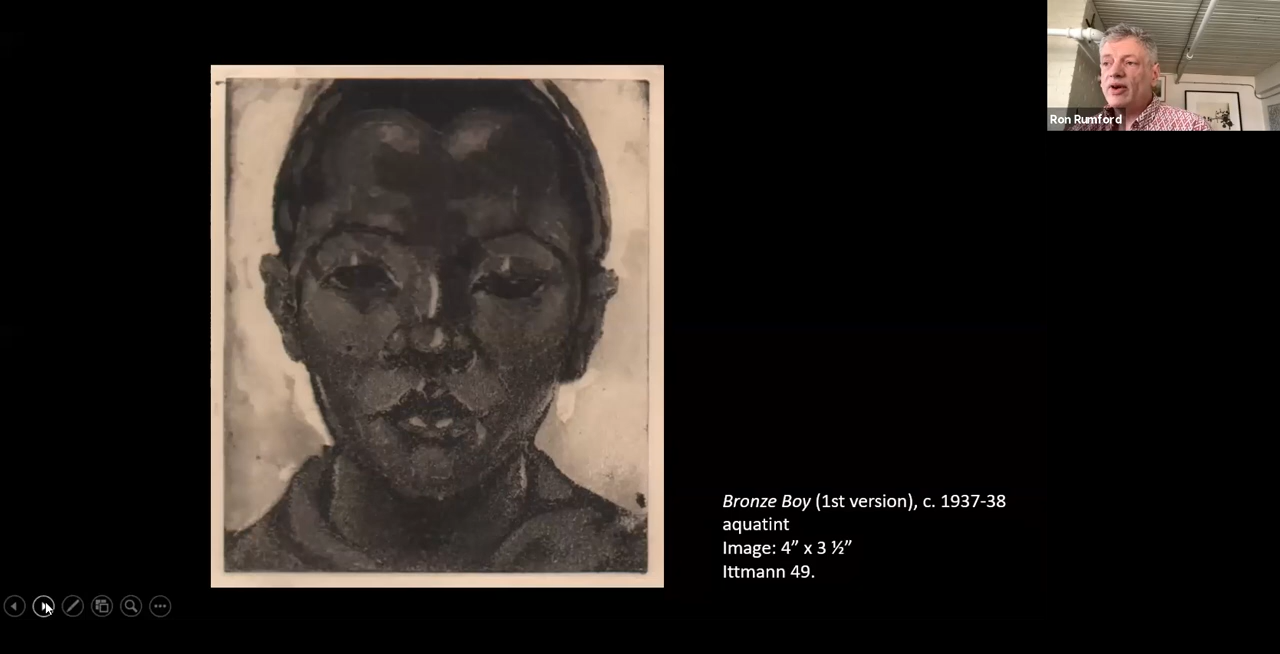 Ron Rumford
Bronze Boy (1st version), c. 1937-38
aquatint
Image: 4” x 3 ½”
Ittmann 49.